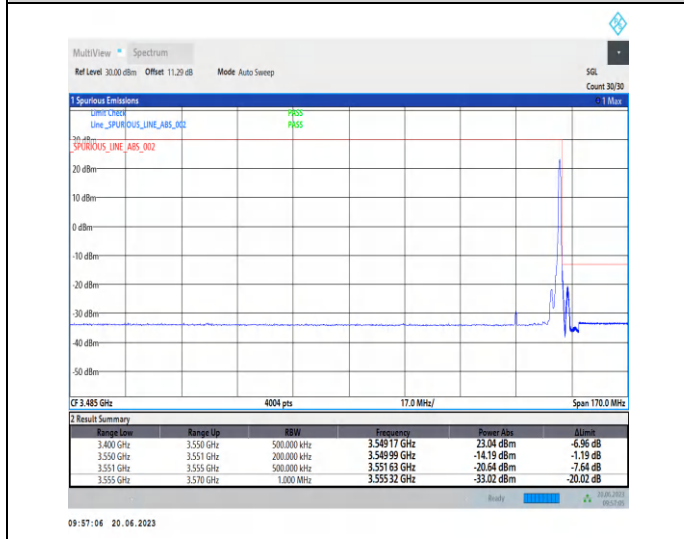 MultiView Spectrum
Ref Level 30.00 dBm Offset 11.29 dB Mode Auto Sweep SGL
Count 30/30
1 Spurious Emissions 1 Max
Limit Check PASS
Line _SPURIOUS_LINE_ABS_002 PASS
_SPURIOUS_LINE_ABS_002
20 dBm
10 dBm
0 dBm
-10 dBm
-20 dBm
-30 dBm
-40 dBm
-50 dBm
CF 3.485 GHz 4004 pts 17.0 MHz/ Span 170.0 MHz
2 Result Summary
Range Low Range Up RBW Frequency Power Abs ΔLimit
3.400 GHz 3.550 GHz 500.000 kHz 3.549 17 GHz 23.04 dBm -6.96 dB
3.550 GHz 3.551 GHz 200.000 kHz 3.549 99 GHz -14.19 dBm -1.19 dB
3.551 GHz 3.555 GHz 500.000 kHz 3.551 63 GHz -20.64 dBm -7.64 dB
3.555 GHz 3.570 GHz 1.000 MHz 3.555 32 GHz -33.02 dBm -20.02 dB
Ready 20.06.2023
09:57:05
09:57:06 20.06.2023